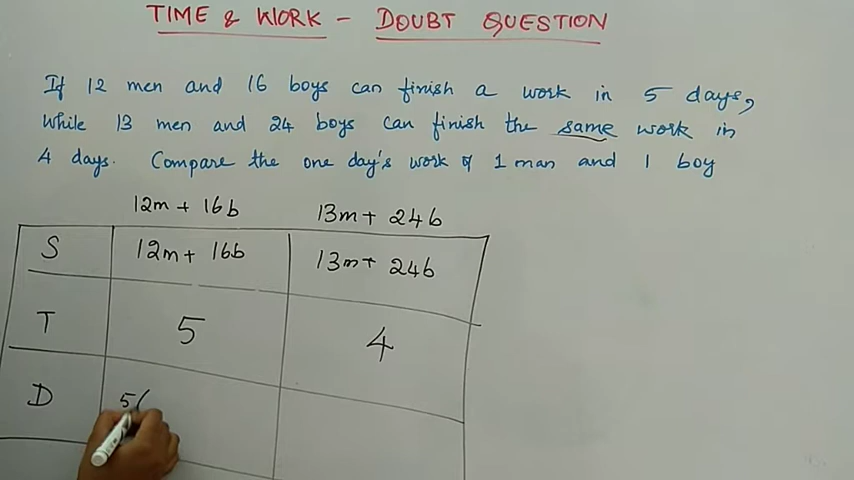 TIME & WORK - DOUBT QUESTION
If 12 men and 16 boys can finish a work in 5 days,
While 13 men and 24 boys can finish the same work in
4 days. Compare the one day's work of 1 man and 1 boy
12m + 16b 13m + 24b
S 12m + 16b 13m + 24b
T 5 4
D 5(